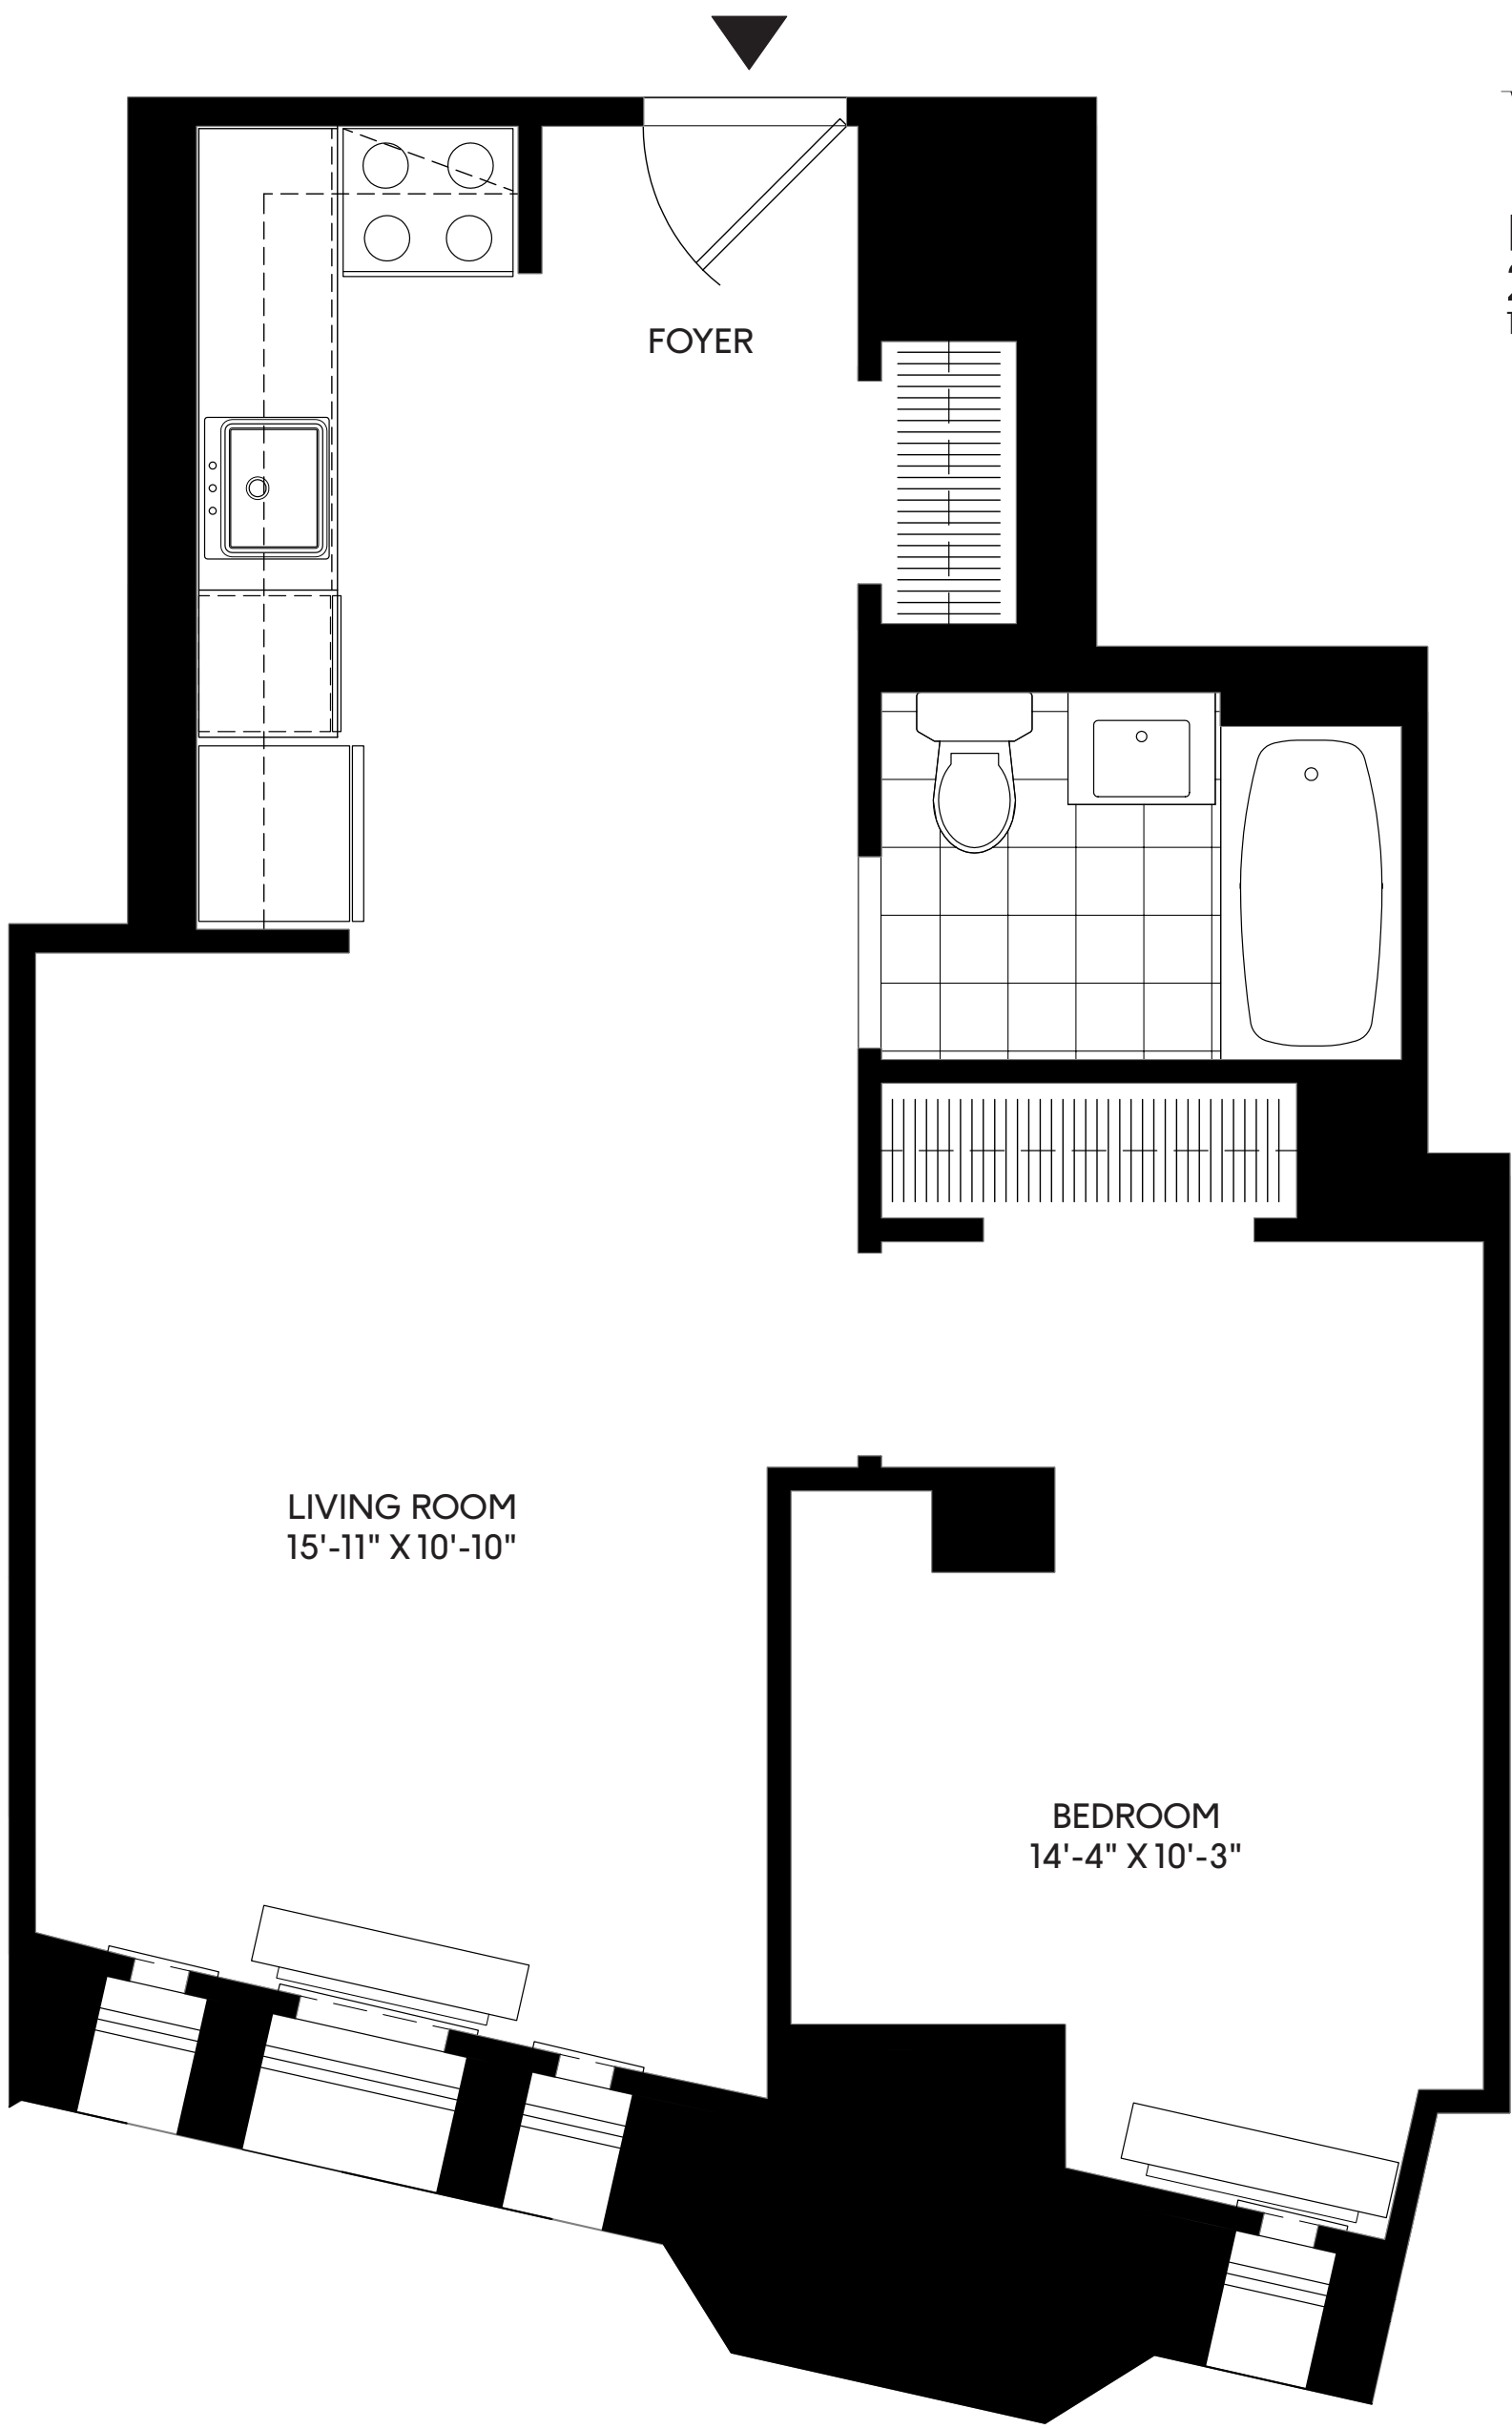 FOYER
LIVING ROOM
15'-11" X 10'-10"
BEDROOM
14'-4" X 10'-3"